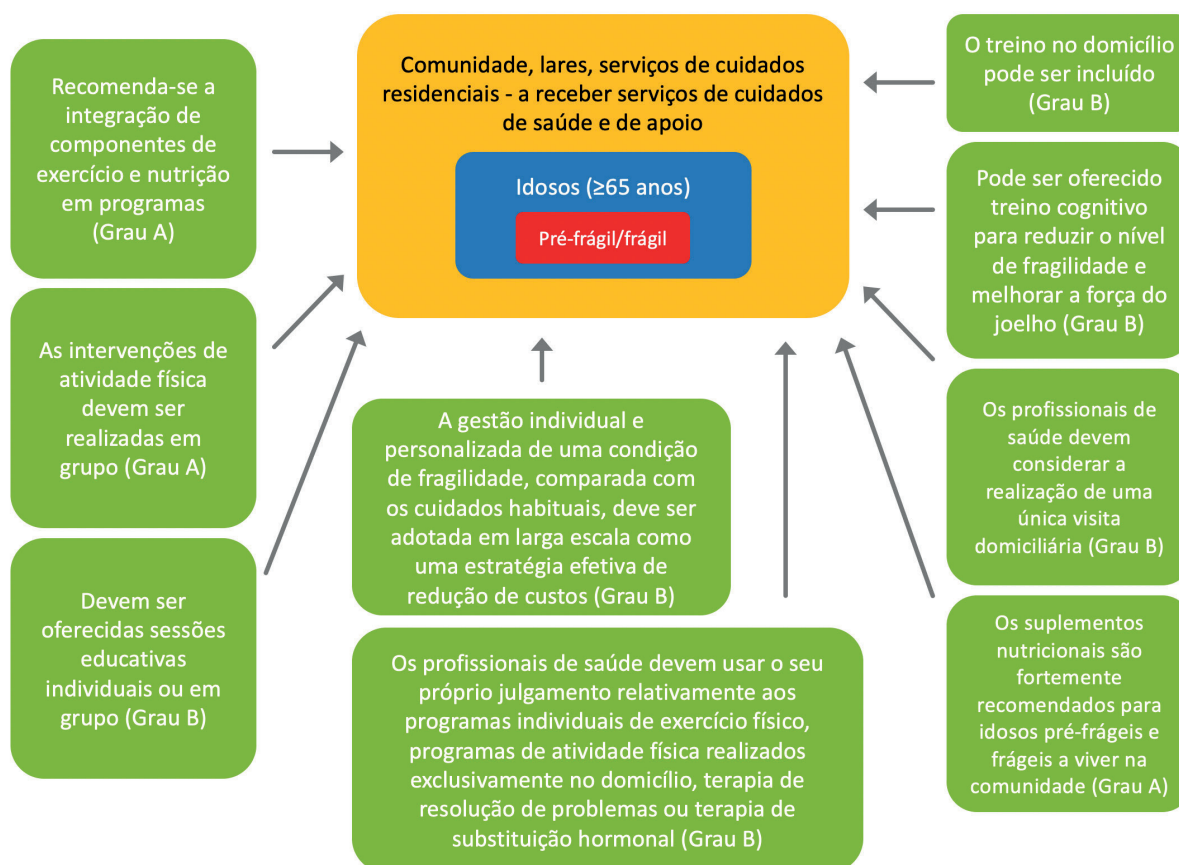 Recomenda-se a
integração de
componentes de
exercício e nutrição
em programas
(Grau A)
As intervenções de
atividade física
devem ser
realizadas em
grupo (Grau A)
Devem ser
oferecidas sessões
educativas
individuais ou em
grupo (Grau B)
Comunidade, lares, serviços de cuidados
residenciais - a receber serviços de cuidados
de saúde e de apoio
Idosos (≥65 anos)
Pré-frágil/frágil
A gestão individual e
personalizada de uma condição
de fragilidade, comparada com
os cuidados habituais, deve ser
adotada em larga escala como
uma estratégia efetiva de
redução de custos (Grau B)
Os profissionais de saúde devem usar o seu
próprio julgamento relativamente aos
programas individuais de exercício físico,
programas de atividade física realizados
exclusivamente no domicílio, terapia de
resolução de problemas ou terapia de
substituição hormonal (Grau B)
O treino no domicílio
pode ser incluído
(Grau B)
Pode ser oferecido
treino cognitivo
para reduzir o nível
de fragilidade e
melhorar a força do
joelho (Grau B)
Os profissionais de
saúde devem
considerar a
realização de uma
única visita
domiciliária (Grau B)
Os suplementos
nutricionais são
fortemente
recomendados para
idosos pré-frágeis e
frágeis a viver na
comunidade (Grau A)